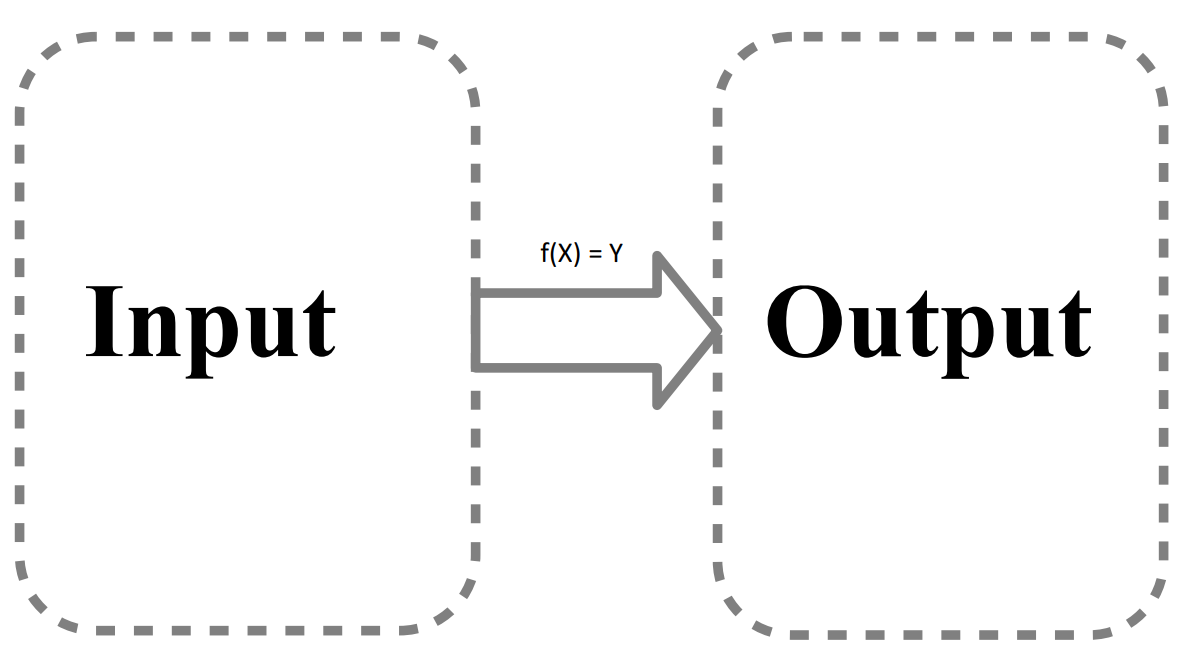 f(X) = Y
Input
Output